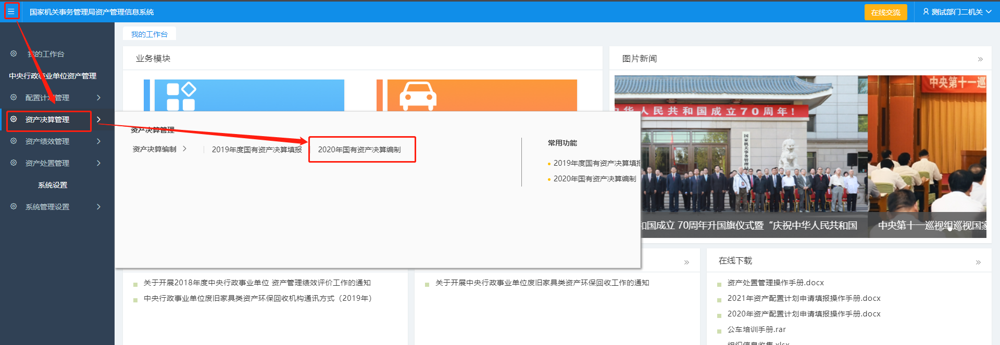 国家机关事务管理局资产管理信息系统
在线交流
测试部门二机关
我的工作台
我的工作台
中央行政事业单位资产管理
配置计划管理
资产决算管理
资产绩效管理
资产处置管理
系统设置
系统管理设置
业务模块
图片新闻
资产决算管理
资产决算编制
2019年度国有资产决算填报
2020年国有资产决算编制
常用功能
2019年度国有资产决算填报
2020年国有资产决算编制
华人民共和国成立70周年!
中央第十一巡
国家机关事务管理局
和国成立 70周年升国旗仪式暨“庆祝中华人民共和国
中央第十一巡视组巡视国家
关于开展2018年度中央行政事业单位 资产管理绩效评价工作的通知
中央行政事业单位废旧家具类资产环保回收机构通讯方式（2019年）
关于开展中央行政事业单位废旧家具类资产环保回收工作的通知
在线下载
资产处置管理操作手册.docx
2021年资产配置计划申请填报操作手册.docx
2020年资产配置计划申请填报操作手册.docx
公车培训手册.rar
组织信息收集.xlsx